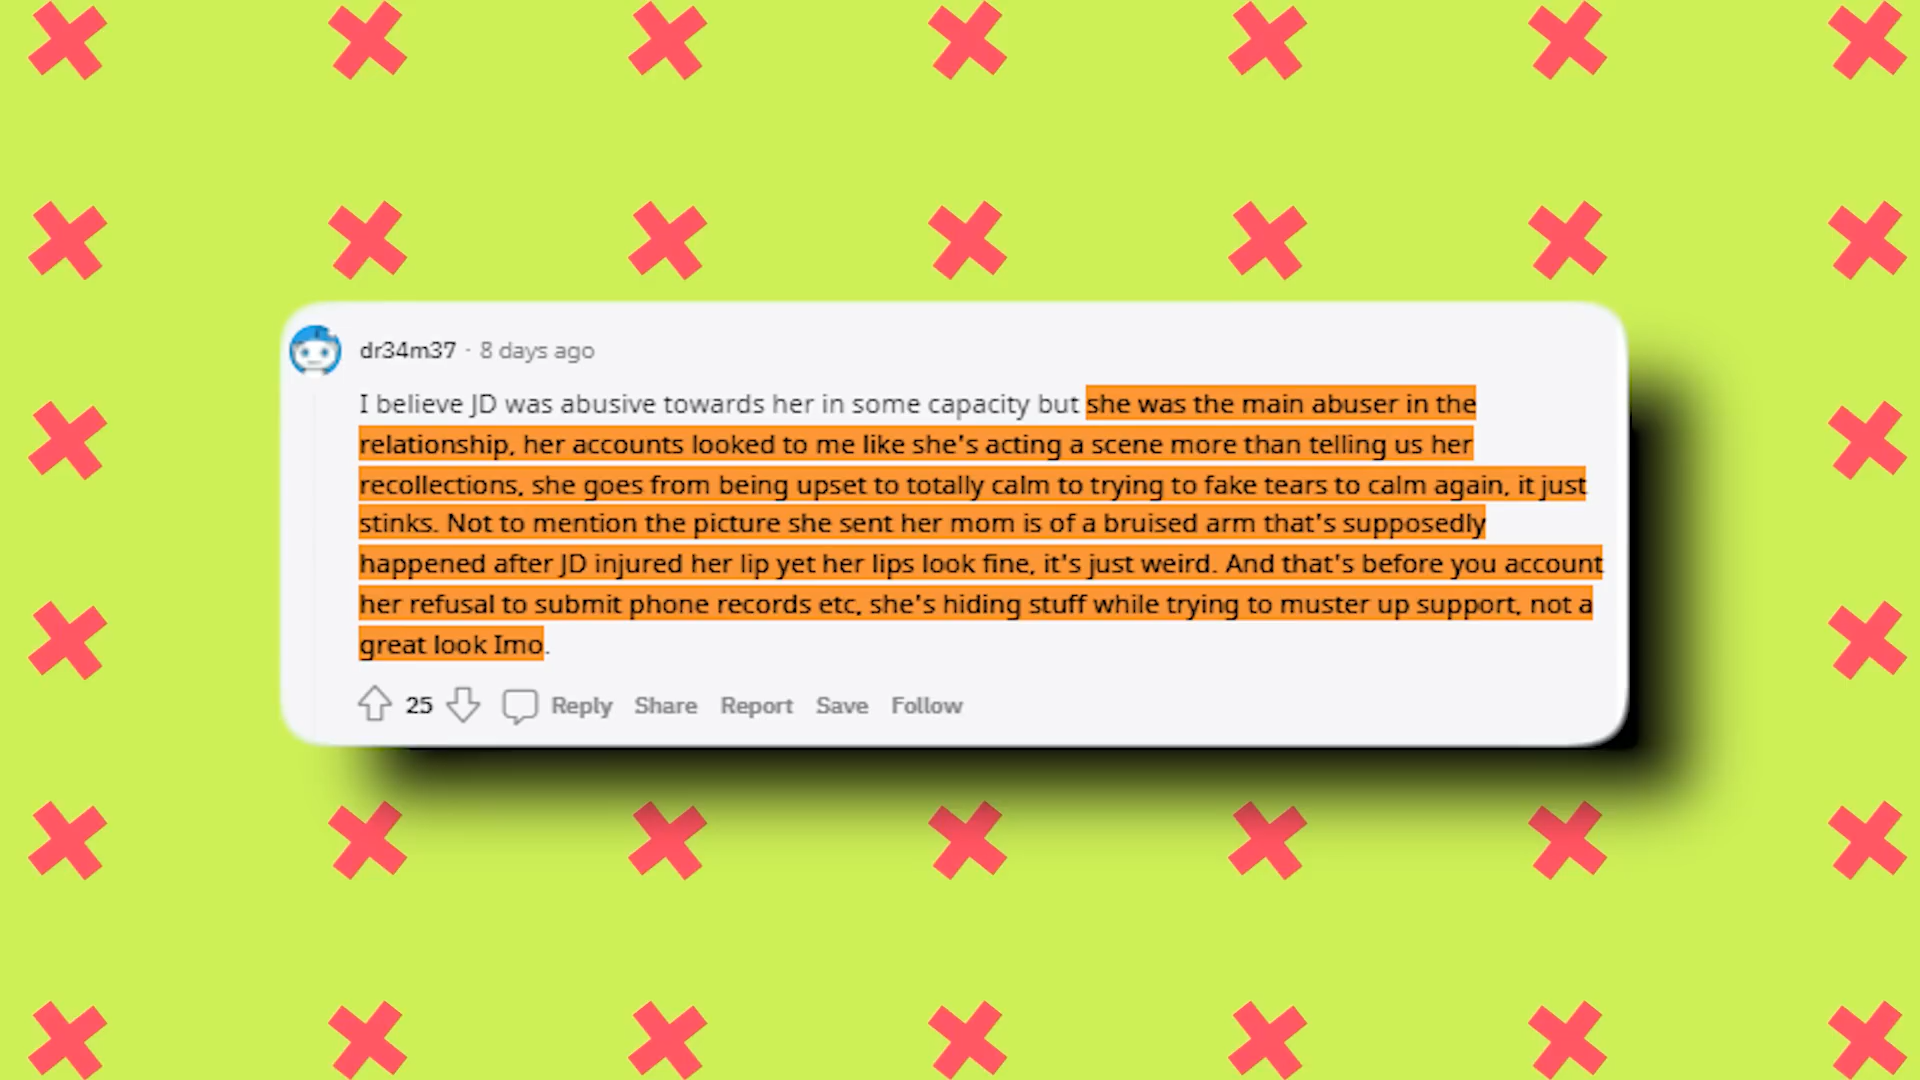 dr34m37 · 8 days ago
I believe JD was abusive towards her in some capacity but she was the main abuser in the
relationship, her accounts looked to me like she's acting a scene more than telling us her
recollections, she goes from being upset to totally calm to trying to fake tears to calm again, it just
stinks. Not to mention the picture she sent her mom is of a bruised arm that's supposedly
happened after JD injured her lip yet her lips look fine, it's just weird. And that's before you account
her refusal to submit phone records etc, she's hiding stuff while trying to muster up support, not a
great look Imo.
25 Reply Share Report Save Follow